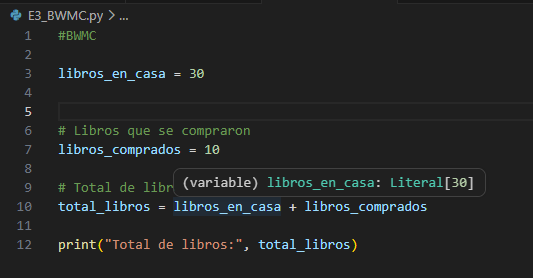 E3_BWMC.py > ...
1 #BWMC
2
3 libros_en_casa = 30
4
5
6 # Libros que se compraron
7 libros_comprados = 10
8
(variable) libros_en_casa: Literal[30]
9 # Total de libr
10 total_libros = libros_en_casa + libros_comprados
11
12 print("Total de libros:", total_libros)